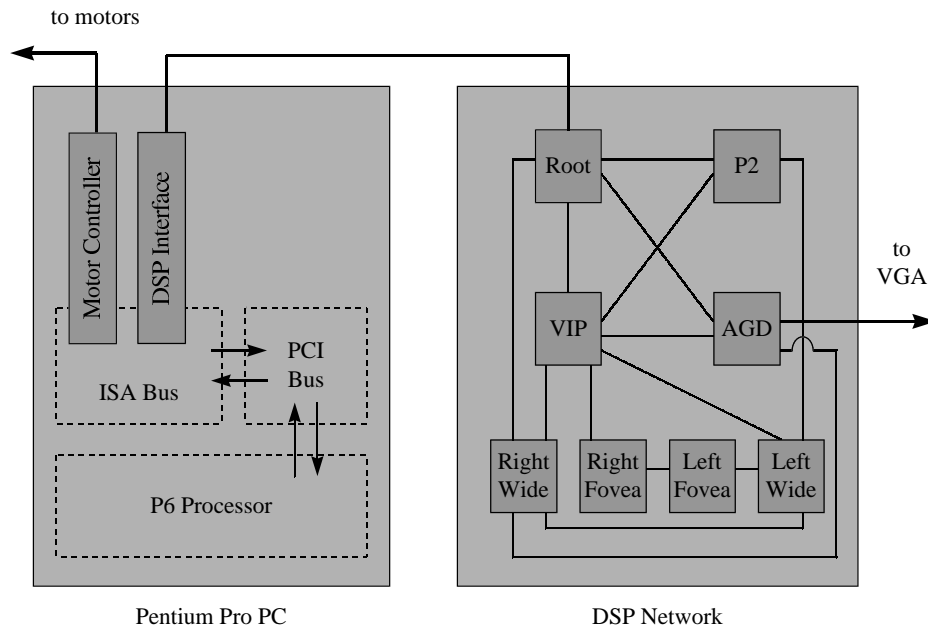 to motors
Motor Controller
DSP Interface
ISA Bus
PCI
Bus
P6 Processor
Pentium Pro PC
Root
P2
VIP
AGD
to
VGA
Right
Wide
Right
Fovea
Left
Fovea
Left
Wide
DSP Network